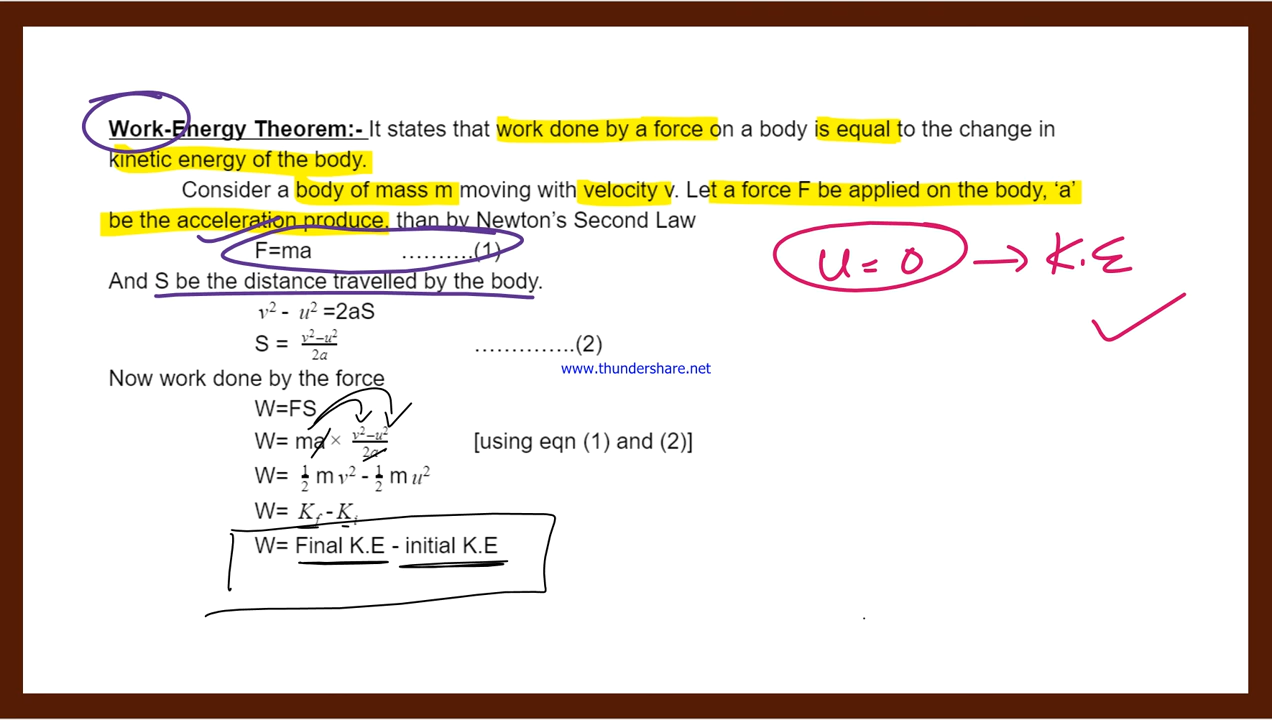 Work-Energy Theorem:- It states that work done by a force on a body is equal to the change in
kinetic energy of the body.
Consider a body of mass m moving with velocity v. Let a force F be applied on the body, ‘a’
be the acceleration produce, than by Newton’s Second Law
F=ma ……….(1)
u = 0 → K.E
And S be the distance travelled by the body.
v² - u² =2aS
S = \frac{v²−u²}{2a} …………..(2)
www.thundershare.net
Now work done by the force
W=FS
W= ma × \frac{v²−u²}{2a} [using eqn (1) and (2)]
W= ½ m v² - ½ m u²
W= K_f - K_i
W= Final K.E - initial K.E